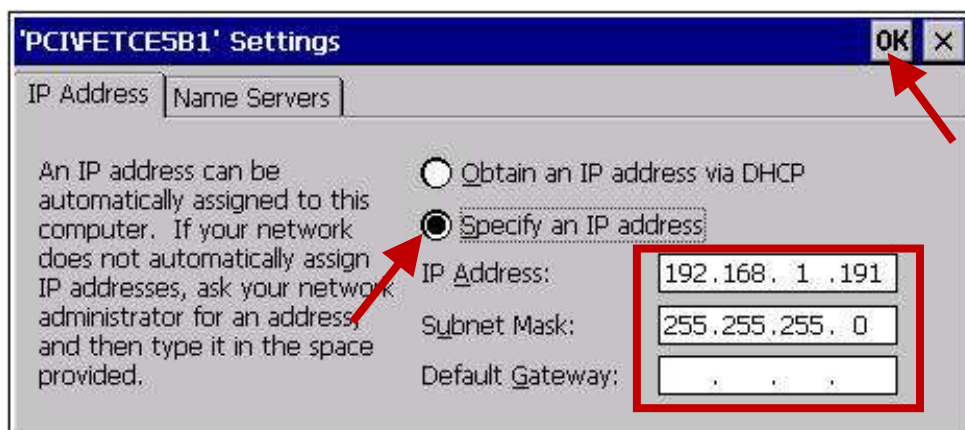 'PCI\FETCE5B1' Settings
OK ×
IP Address
Name Servers
An IP address can be
automatically assigned to this
computer. If your network
does not automatically assign
IP addresses, ask your network
administrator for an address,
and then type it in the space
provided.
Obtain an IP address via DHCP
Specify an IP address
IP Address: 192.168. 1 .191
Subnet Mask: 255.255.255. 0
Default Gateway: . . .